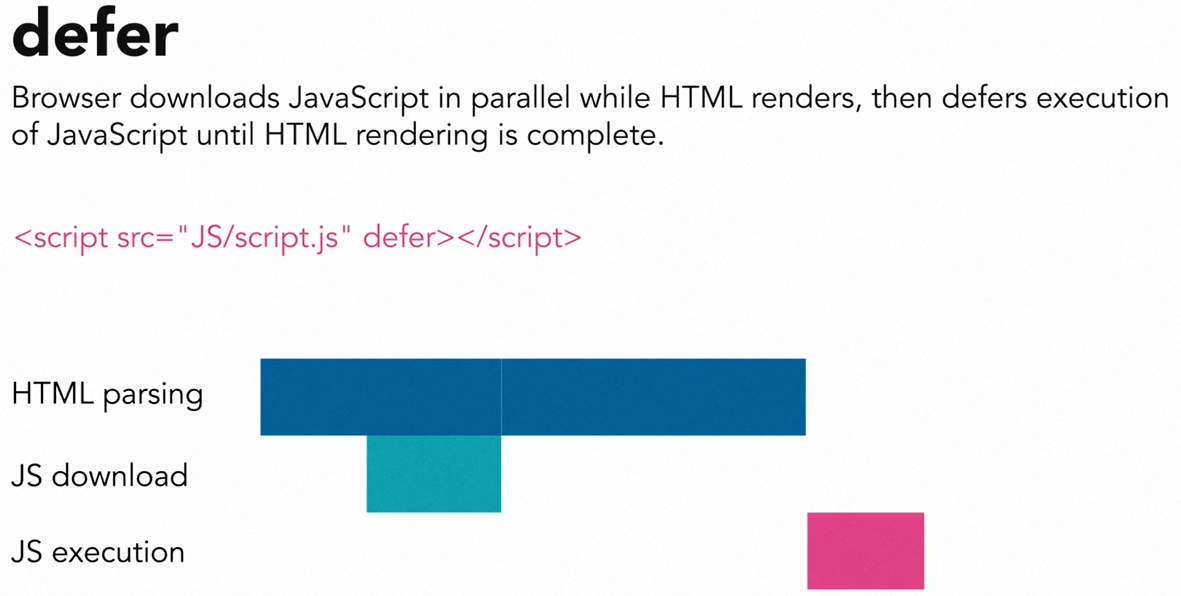 defer
Browser downloads JavaScript in parallel while HTML renders, then defers execution
of JavaScript until HTML rendering is complete.
<script src="JS/script.js" defer></script>
HTML parsing
JS download
JS execution